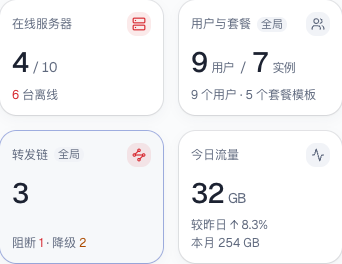 在线服务器
4 / 10
6 台离线
用户与套餐 全局
9 用户 / 7 实例
9 个用户 · 5 个套餐模板
转发链 全局
3
阻断 1 · 降级 2
今日流量
32 GB
较昨日 ↑ 8.3%
本月 254 GB